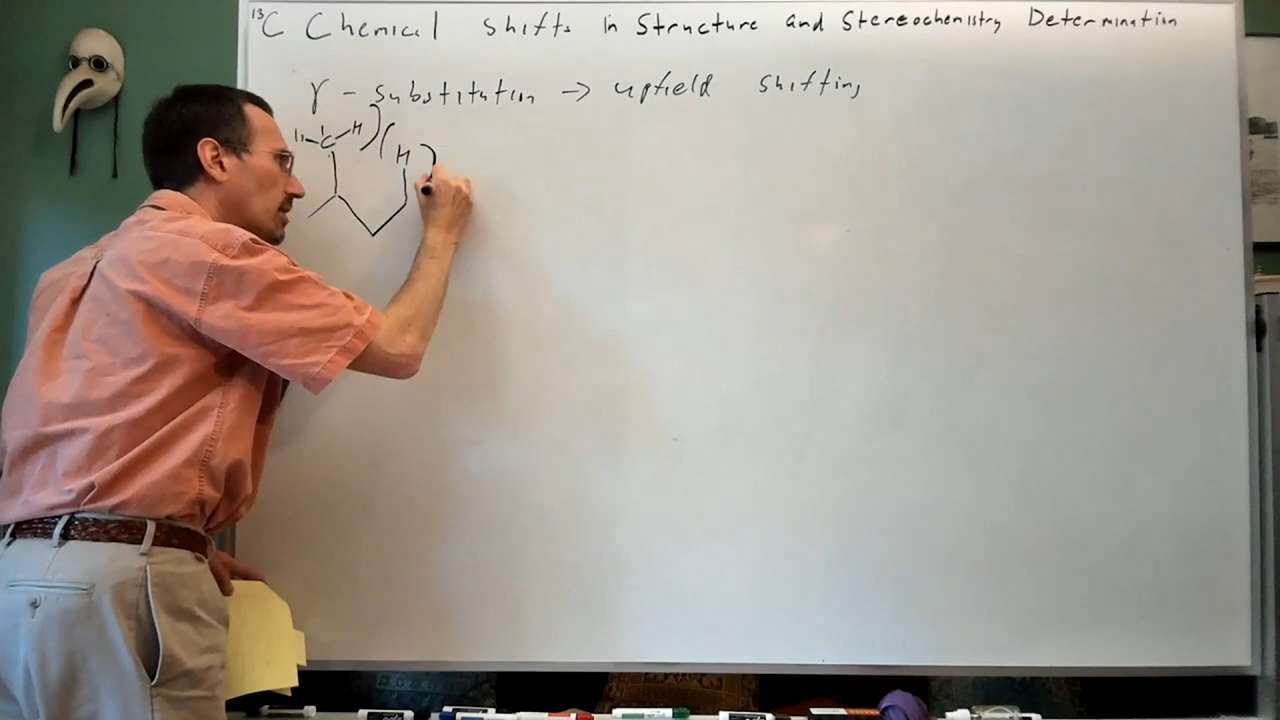 ¹³C Chemical Shifts in Structure and Stereochemistry Determination
γ - substitution → upfield shifting
H-C-H
H